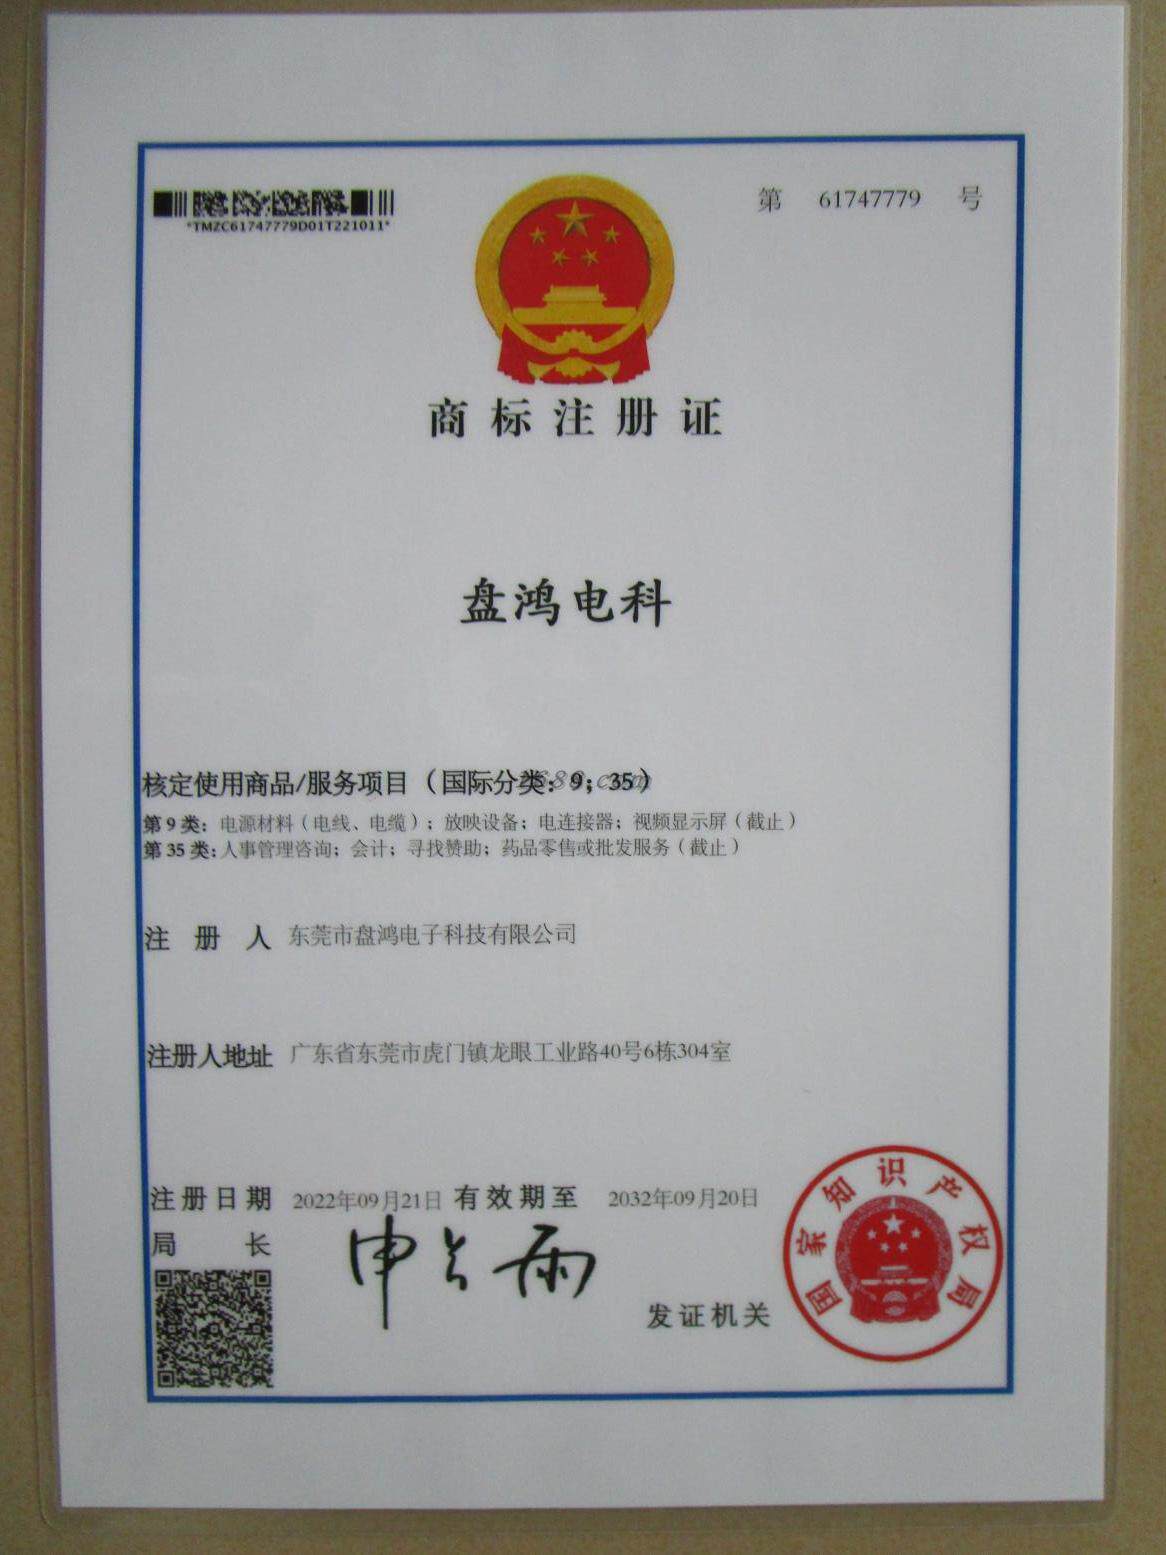 第 61747779 号
*TMZC61747779D01T221011*
商标注册证
盘鸿电科
核定使用商品/服务项目（国际分类：9；35）
第9类：电源材料（电线、电缆）；放映设备；电连接器；视频显示屏（截止）
第35类：人事管理咨询；会计；寻找赞助；药品零售或批发服务（截止）
注册人 东莞市盘鸿电子科技有限公司
注册人地址 广东省东莞市虎门镇龙眼工业路40号6栋304室
注册日期 2022年09月21日 有效期至 2032年09月20日
局长 申长雨
发证机关
国家知识产权局